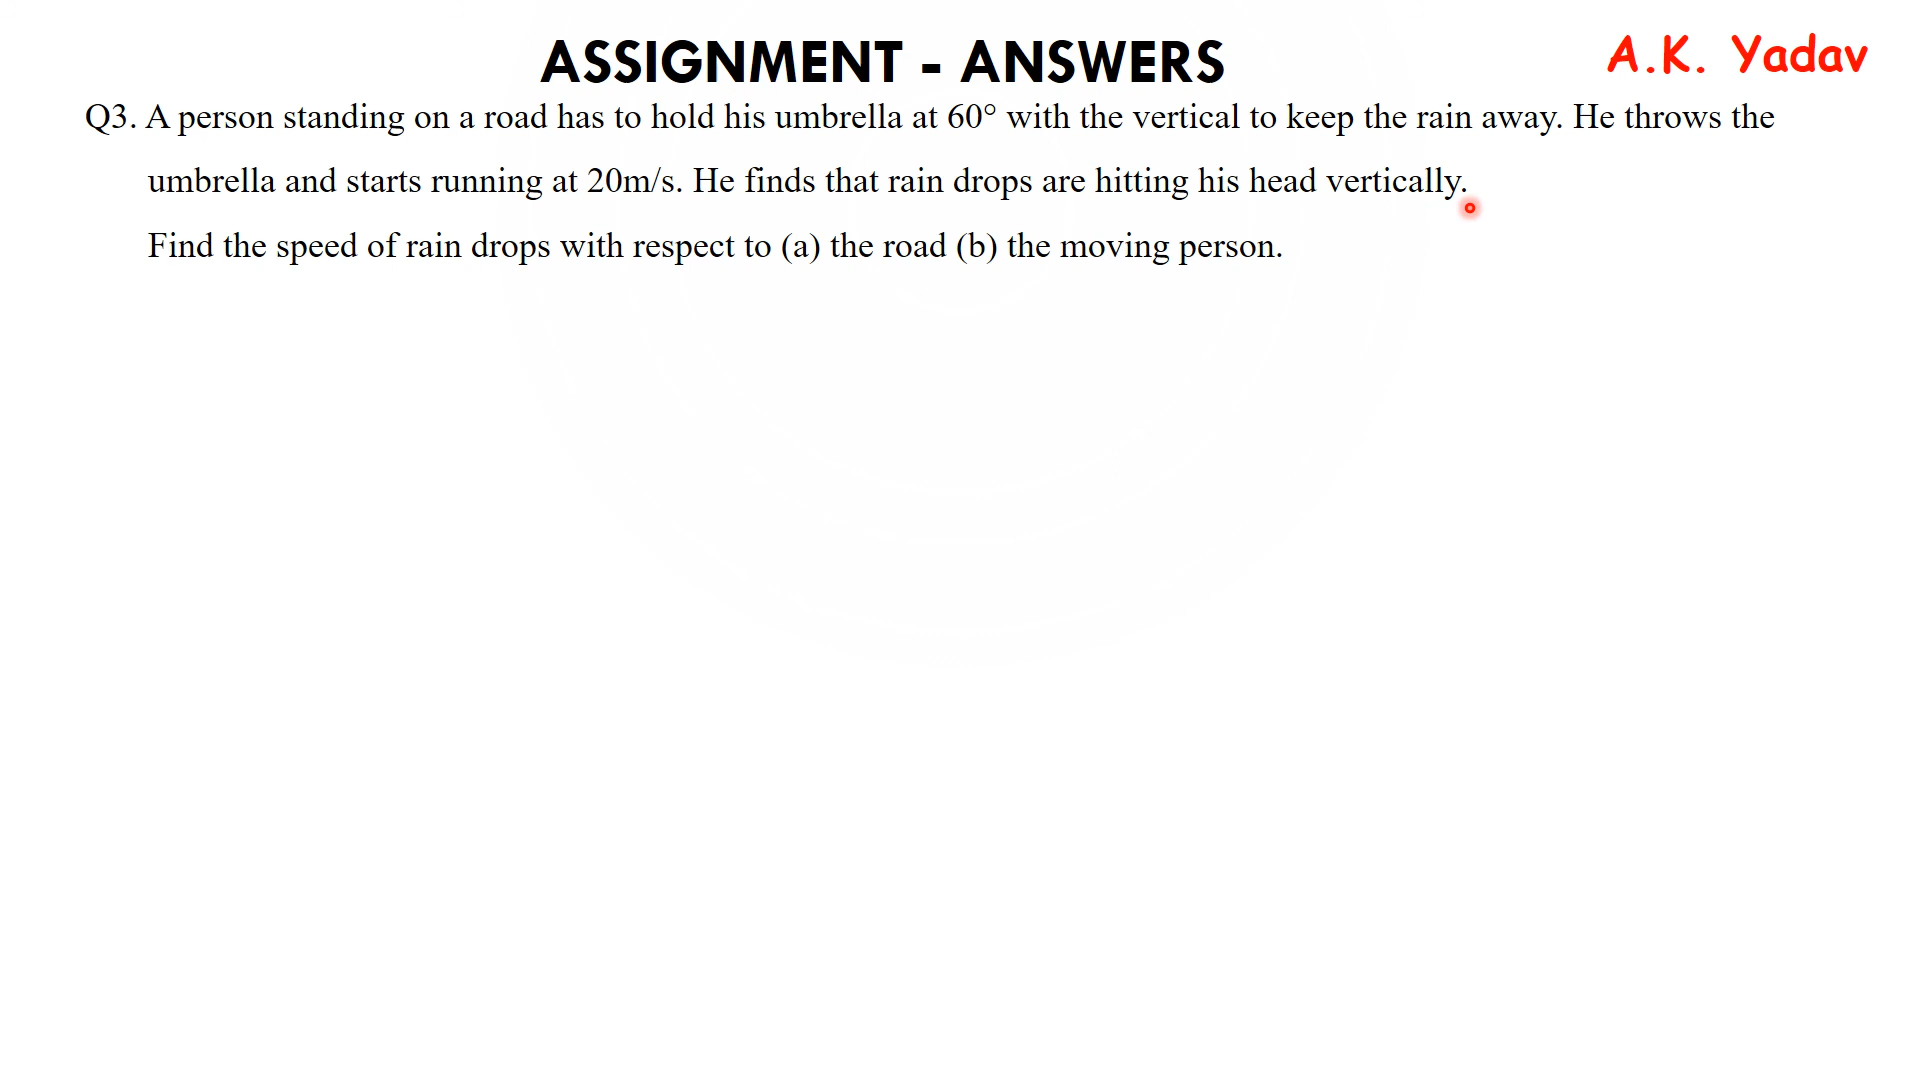 ASSIGNMENT - ANSWERS
A.K. Yadav
Q3. A person standing on a road has to hold his umbrella at 60° with the vertical to keep the rain away. He throws the
umbrella and starts running at 20m/s. He finds that rain drops are hitting his head vertically.
Find the speed of rain drops with respect to (a) the road (b) the moving person.